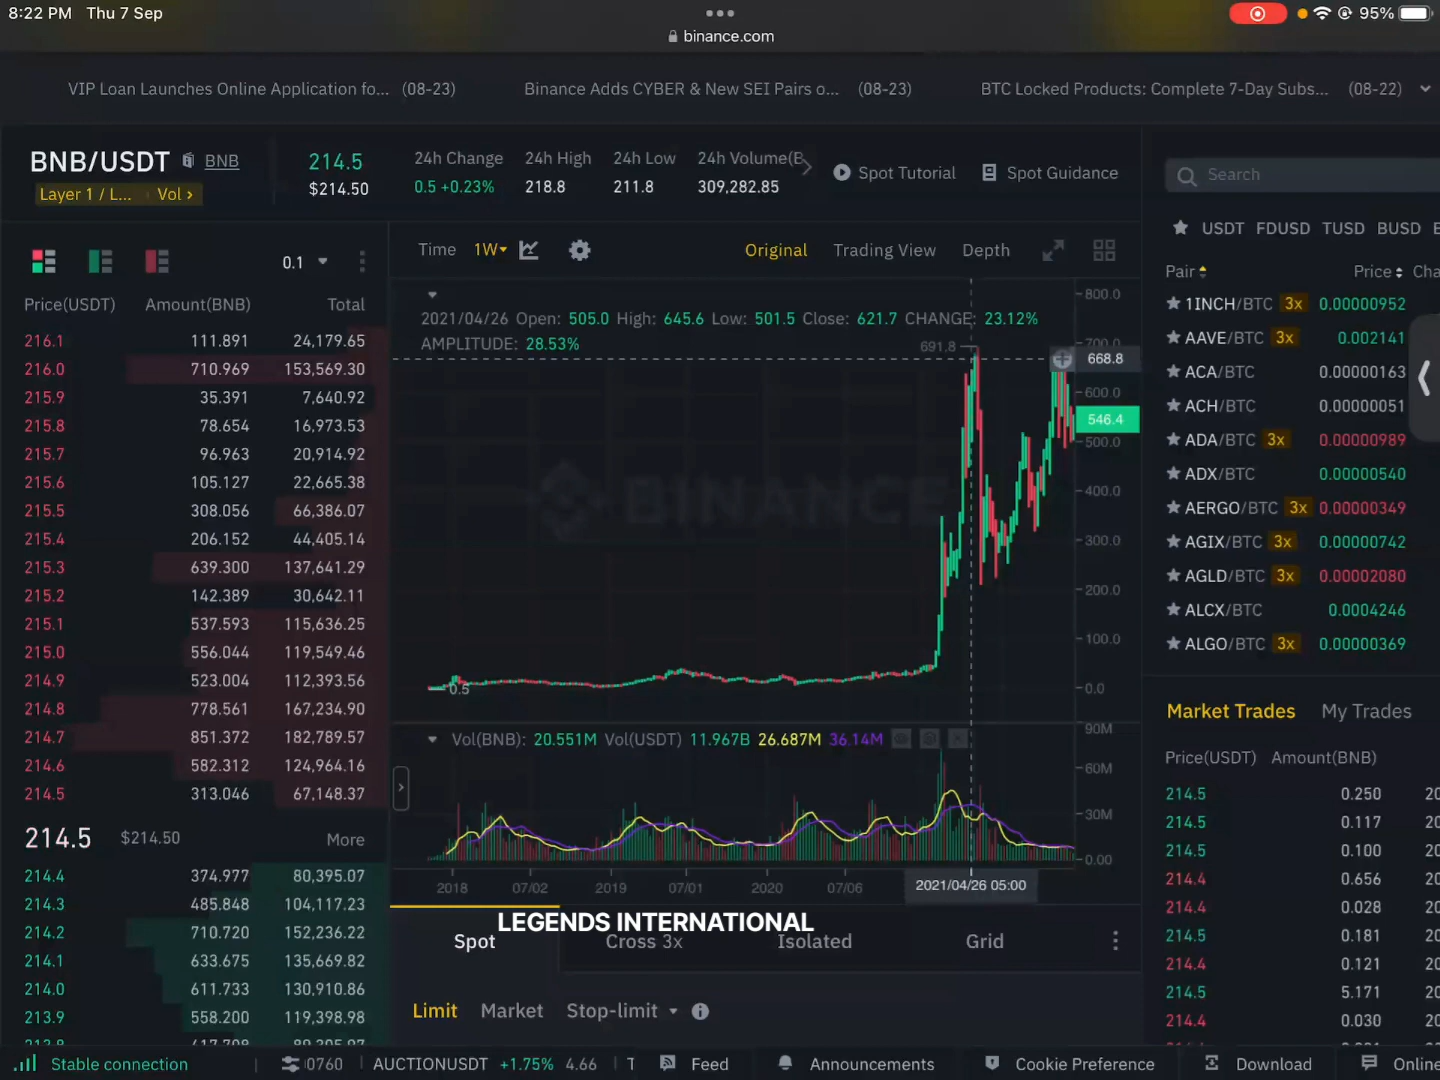 8:22 PM Thu 7 Sep
95%
binance.com
VIP Loan Launches Online Application fo... (08-23)
Binance Adds CYBER & New SEI Pairs o... (08-23)
BTC Locked Products: Complete 7-Day Subs... (08-22)
BNB/USDT BNB
Layer 1 / L... Vol
214.5
$214.50
24h Change
0.5 +0.23%
24h High
218.8
24h Low
211.8
24h Volume(B
309,282.85
Spot Tutorial
Spot Guidance
Search
0.1
Price(USDT) Amount(BNB) Total
216.1 111.891 24,179.65
216.0 710.969 153,569.30
215.9 35.391 7,640.92
215.8 78.654 16,973.53
215.7 96.963 20,914.92
215.6 105.127 22,665.38
215.5 308.056 66,386.07
215.4 206.152 44,405.14
215.3 639.300 137,641.29
215.2 142.389 30,642.11
215.1 537.593 115,636.25
215.0 556.044 119,549.46
214.9 523.004 112,393.56
214.8 778.561 167,234.90
214.7 851.372 182,789.57
214.6 582.312 124,964.16
214.5 313.046 67,148.37
214.5 $214.50 More
214.4 374.977 80,395.07
214.3 485.848 104,117.23
214.2 710.720 152,236.22
214.1 633.675 135,669.82
214.0 611.733 130,910.86
213.9 558.200 119,398.98
Time 1W
Original Trading View Depth
2021/04/26 Open: 505.0 High: 645.6 Low: 501.5 Close: 621.7 CHANGE: 23.12%
AMPLITUDE: 28.53%
691.8
800.0
700.0
668.8
600.0
546.4
500.0
400.0
300.0
200.0
100.0
0.0
0.5
BINANCE
Vol(BNB): 20.551M Vol(USDT) 11.967B 26.687M 36.14M
90M
60M
30M
0.00
2018 07/02 2019 07/01 2020 07/06 2021/04/26 05:00
LEGENDS INTERNATIONAL
Spot Cross 3x Isolated Grid
Limit Market Stop-limit
USDT FDUSD TUSD BUSD
Pair Price Cha
1INCH/BTC 3x 0.00000952
AAVE/BTC 3x 0.002141
ACA/BTC 0.00000163
ACH/BTC 0.00000051
ADA/BTC 3x 0.00000989
ADX/BTC 0.00000540
AERGO/BTC 3x 0.00000349
AGIX/BTC 3x 0.00000742
AGLD/BTC 3x 0.00002080
ALCX/BTC 0.0004246
ALGO/BTC 3x 0.00000369
Market Trades My Trades
Price(USDT) Amount(BNB)
214.5 0.250 20
214.5 0.117 20
214.5 0.100 20
214.4 0.656 20
214.4 0.028 20
214.5 0.181 20
214.4 0.121 20
214.5 5.171 20
214.4 0.030 20
Stable connection
0760
AUCTIONUSDT +1.75% 4.66
T
Feed
Announcements
Cookie Preference
Download
Online